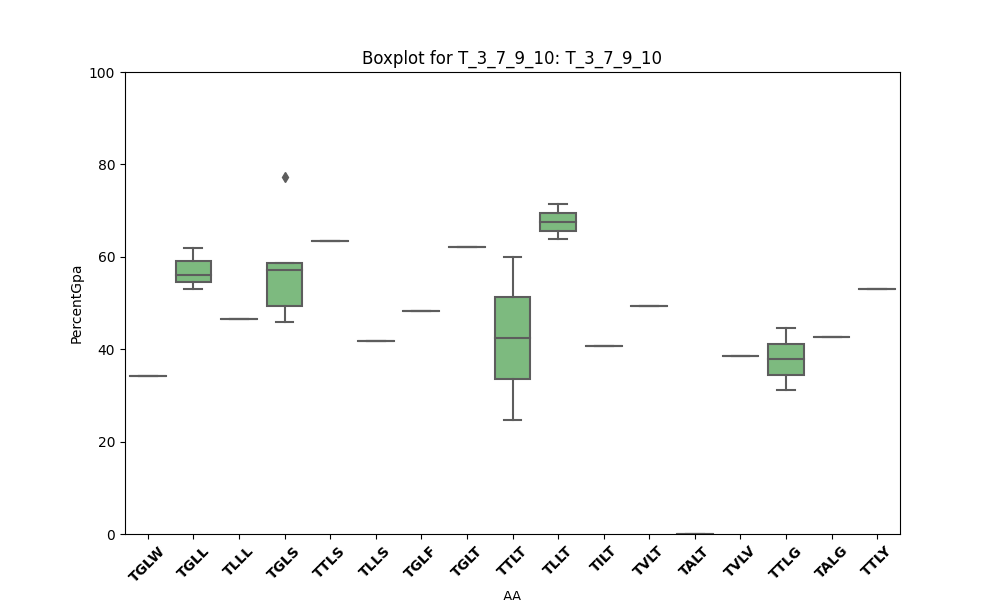 Boxplot for T_3_7_9_10: T_3_7_9_10
100
80
60
40
20
0
PercentGpa
TGLW TGLL TLLL TGLS TTLS TLLS TGLF TGLT TTLT TLLT TILT TVLT TALT TVLV TTLG TALG TTLY
AA